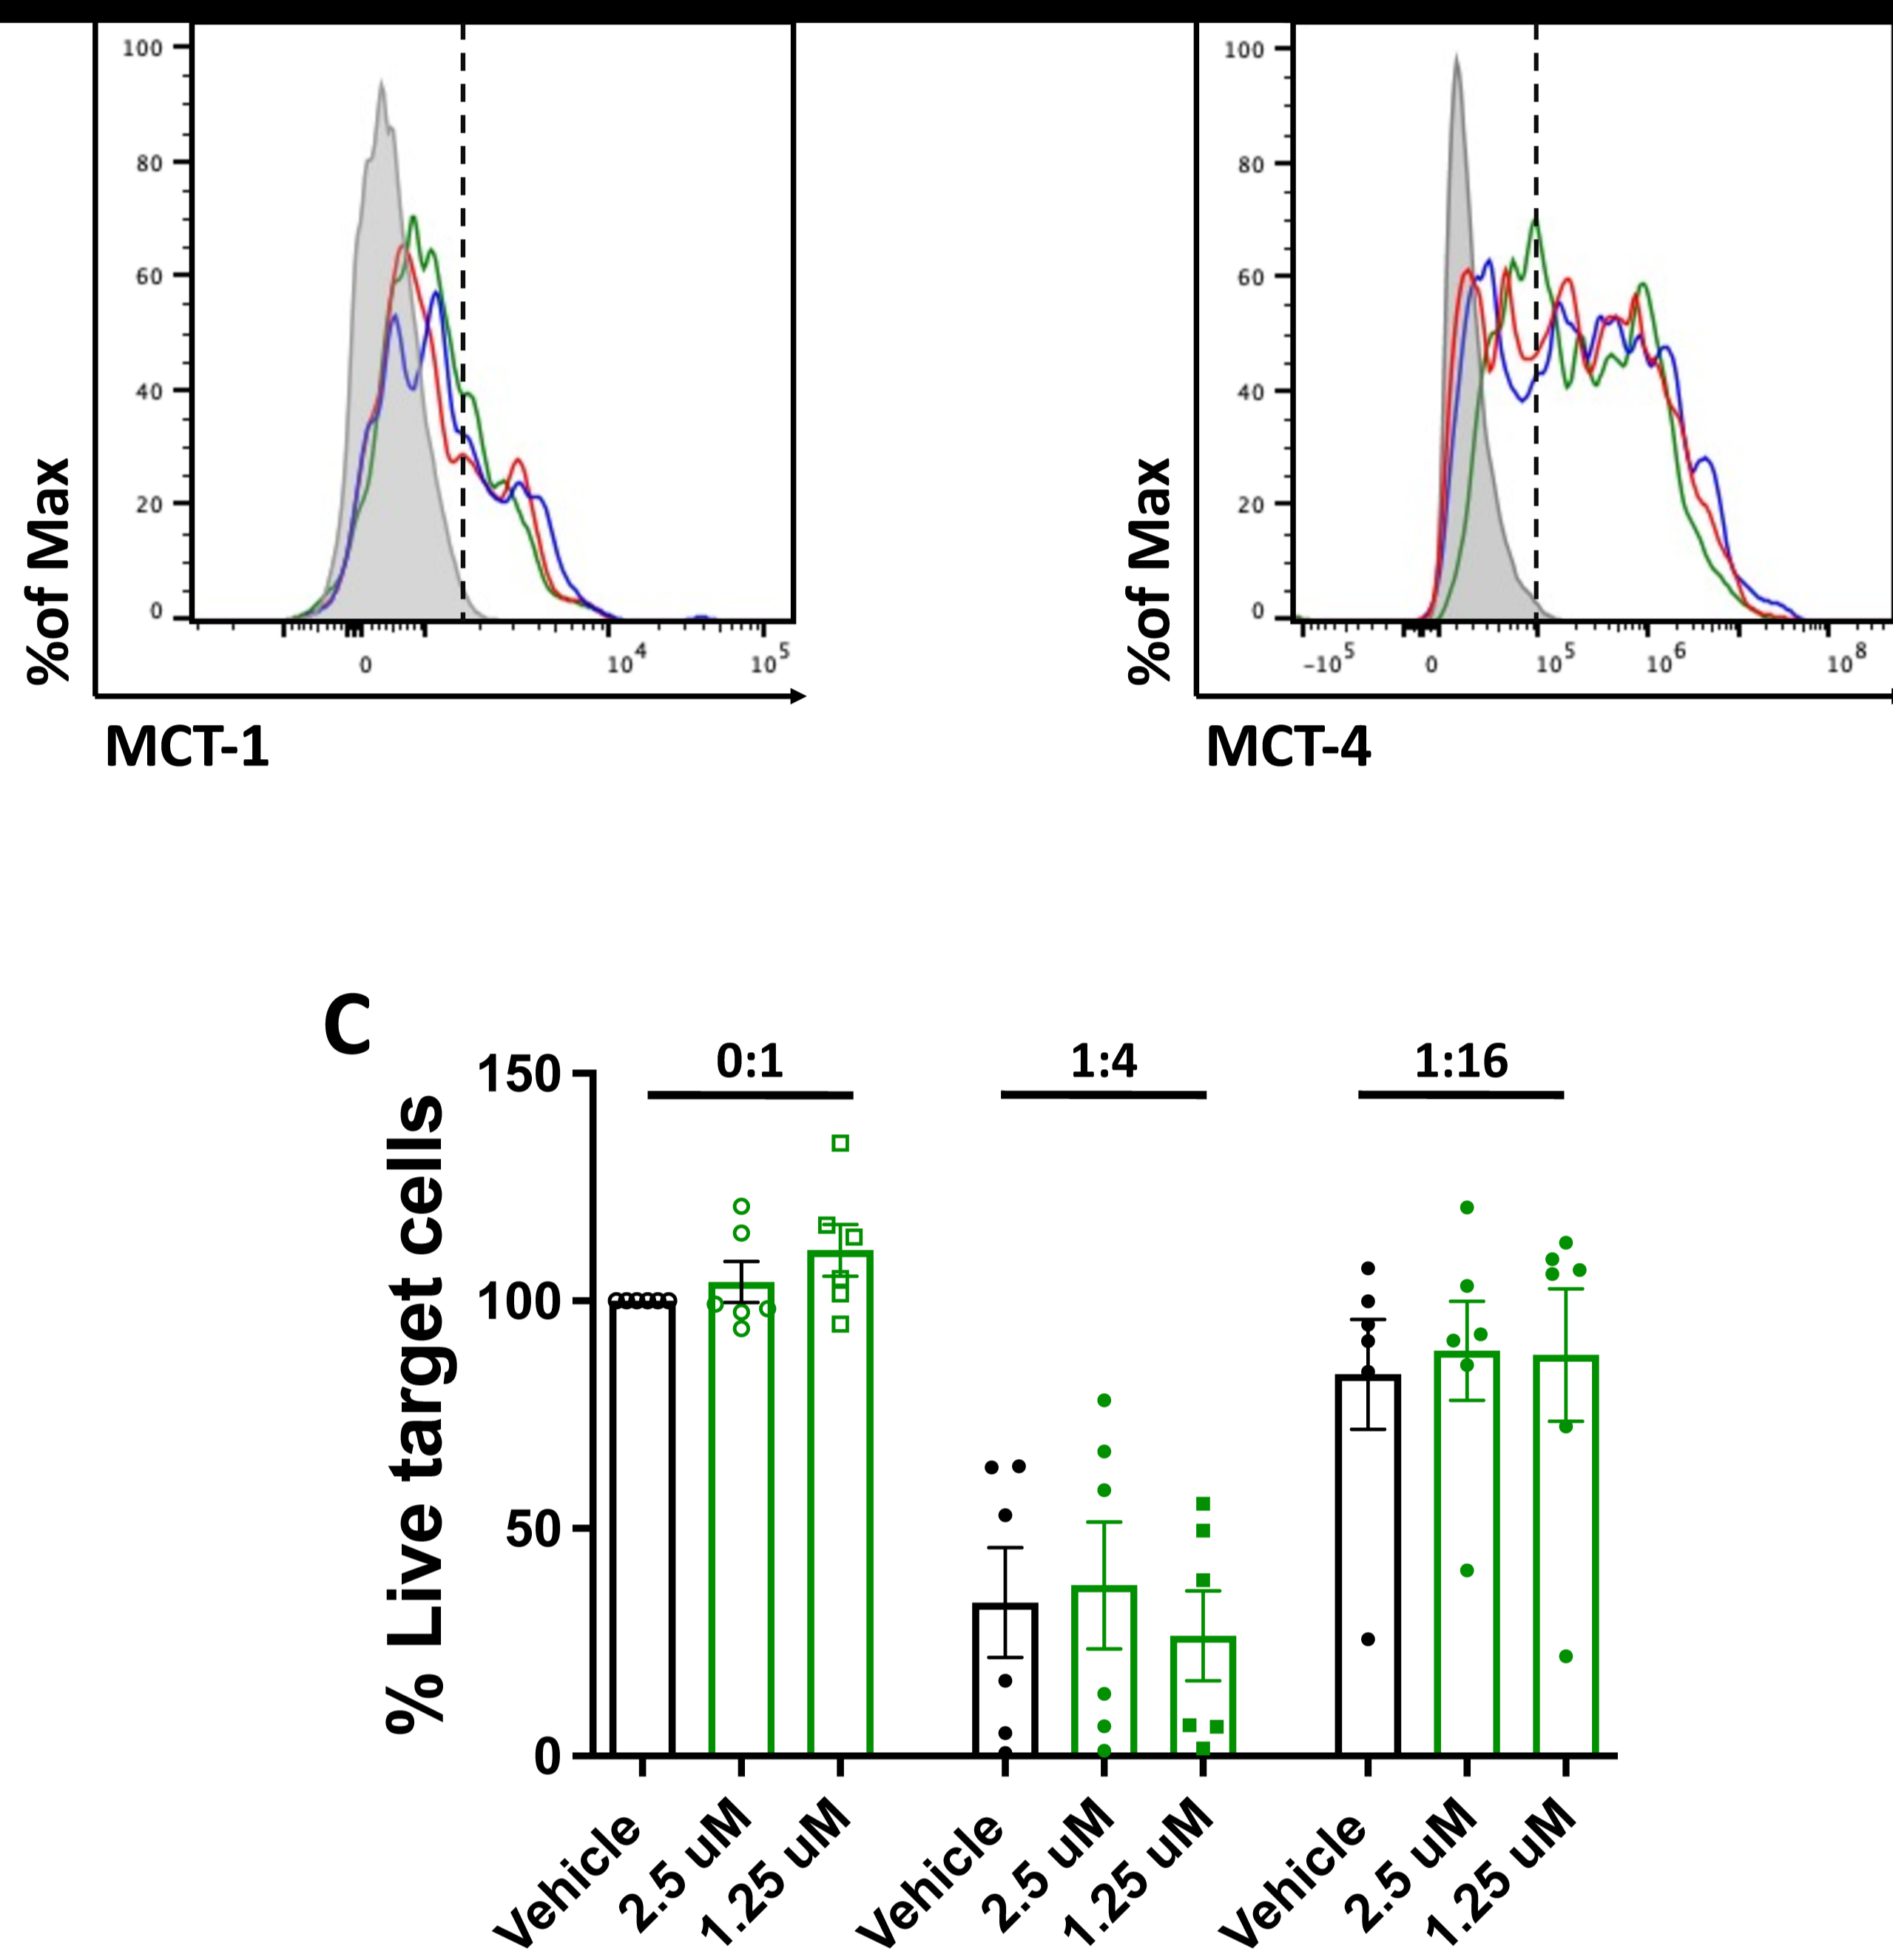 100
80
60
40
20
0
%of Max
0 10^4 10^5
MCT-1
100
80
60
40
20
0
%of Max
-10^5 0 10^5 10^6 10^8
MCT-4
C
0:1 1:4 1:16
% Live target cells
150
100
50
0
Vehicle 2.5 uM 1.25 uM Vehicle 2.5 uM 1.25 uM Vehicle 2.5 uM 1.25 uM